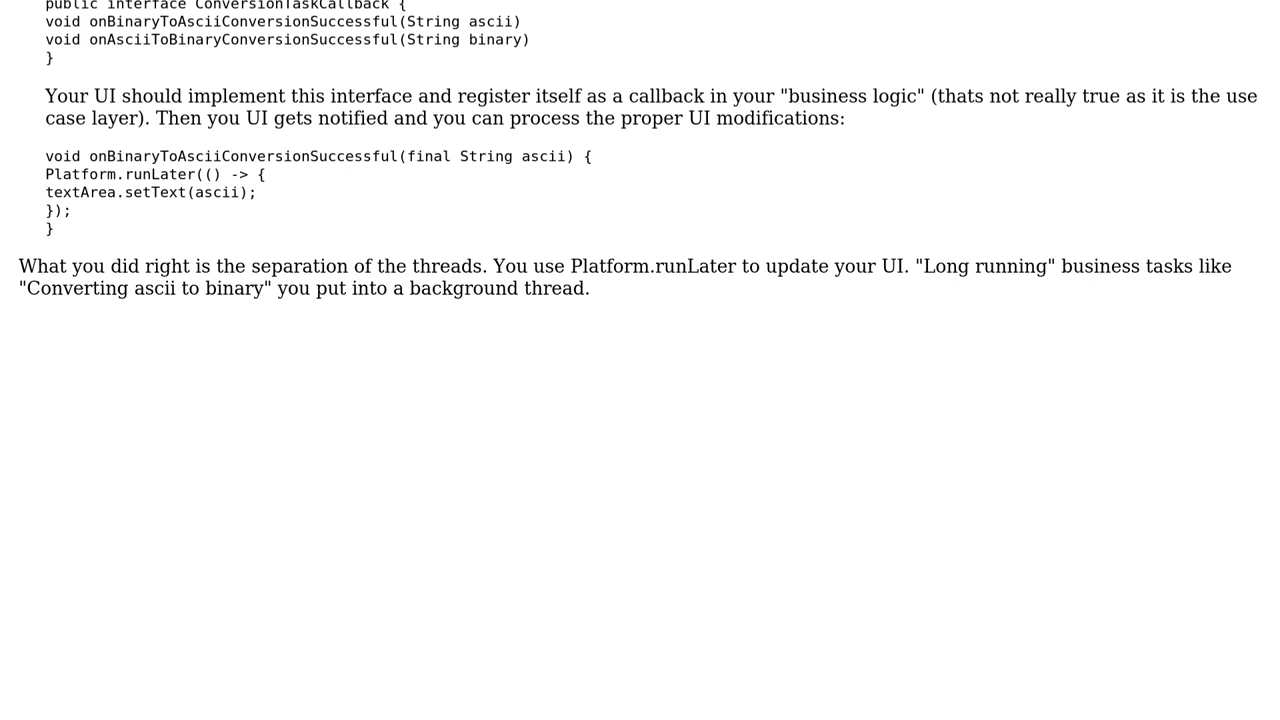 public interface ConversionTaskCallback {
void onBinaryToAsciiConversionSuccessful(String ascii)
void onAsciiToBinaryConversionSuccessful(String binary)
}
Your UI should implement this interface and register itself as a callback in your "business logic" (thats not really true as it is the use
case layer). Then you UI gets notified and you can process the proper UI modifications:
void onBinaryToAsciiConversionSuccessful(final String ascii) {
Platform.runLater(() -> {
textArea.setText(ascii);
});
}
What you did right is the separation of the threads. You use Platform.runLater to update your UI. "Long running" business tasks like
"Converting ascii to binary" you put into a background thread.